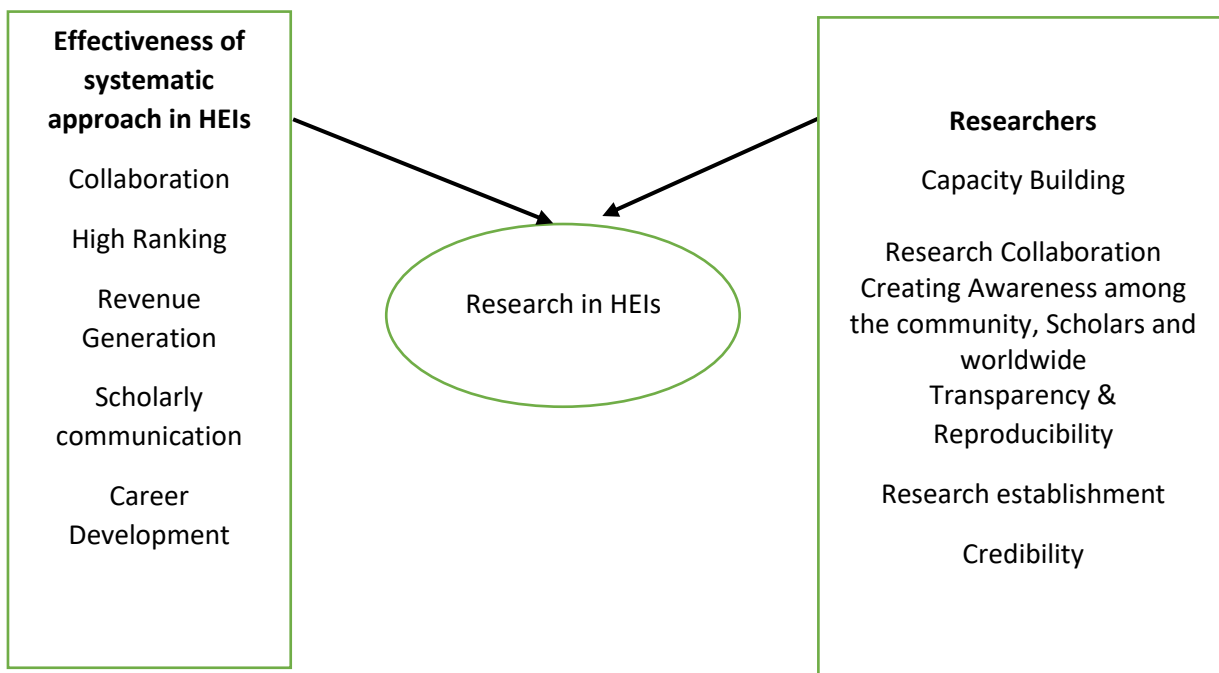 Effectiveness of
systematic
approach in HEIs
Collaboration
High Ranking
Revenue
Generation
Scholarly
communication
Career
Development
Research in HEIs
Researchers
Capacity Building
Research Collaboration
Creating Awareness among
the community, Scholars and
worldwide
Transparency &
Reproducibility
Research establishment
Credibility